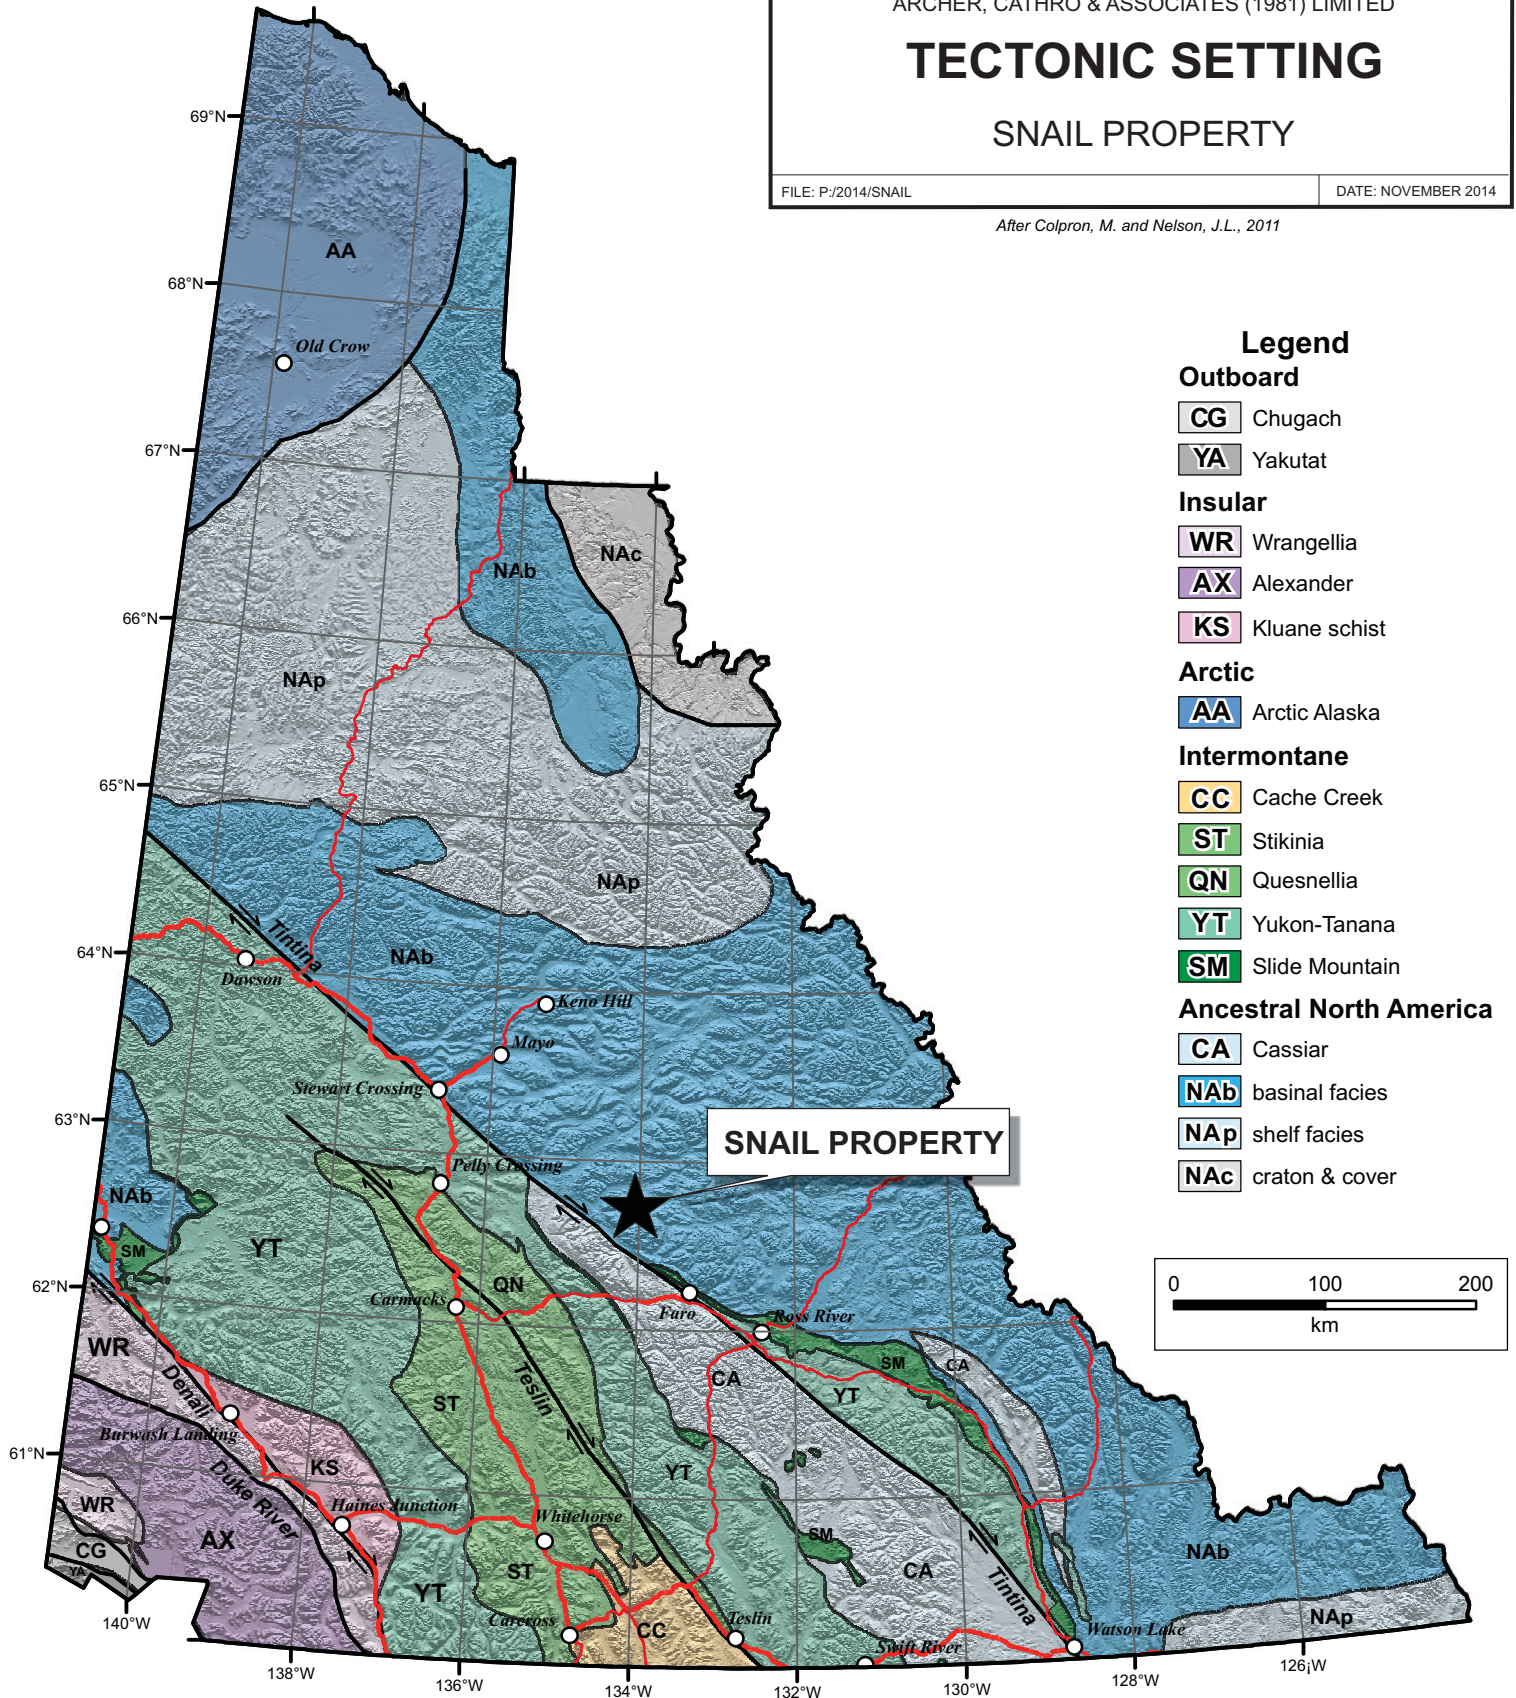 ARCHER, CATHRO & ASSOCIATES (1981) LIMITED
TECTONIC SETTING
SNAIL PROPERTY
FILE: P:/2014/SNAIL
DATE: NOVEMBER 2014
After Colpron, M. and Nelson, J.L., 2011
69°N
68°N
67°N
66°N
65°N
64°N
63°N
62°N
61°N
140°W
138°W
136°W
134°W
132°W
130°W
128°W
126¡W
AA
Old Crow
NAc
NAb
NAp
NAp
Tintina
NAb
Dawson
Keno Hill
Mayo
Stewart Crossing
SNAIL PROPERTY
Pelly Crossing
NAb
SM
YT
QN
Carmacks
Faro
Ross River
WR
Denali
Teslin
SM
CA
CA
YT
ST
Burwash Landing
KS
Duke River
YT
WR
Haines Junction
Whitehorse
AX
CG
YA
SM
ST
YT
CA
NAb
Tintina
Carcross
CC
Teslin
Swift River
Watson Lake
NAp
Legend
Outboard
CG Chugach
YA Yakutat
Insular
WR Wrangellia
AX Alexander
KS Kluane schist
Arctic
AA Arctic Alaska
Intermontane
CC Cache Creek
ST Stikinia
QN Quesnellia
YT Yukon-Tanana
SM Slide Mountain
Ancestral North America
CA Cassiar
NAb basinal facies
NAp shelf facies
NAc craton & cover
0 100 200
km